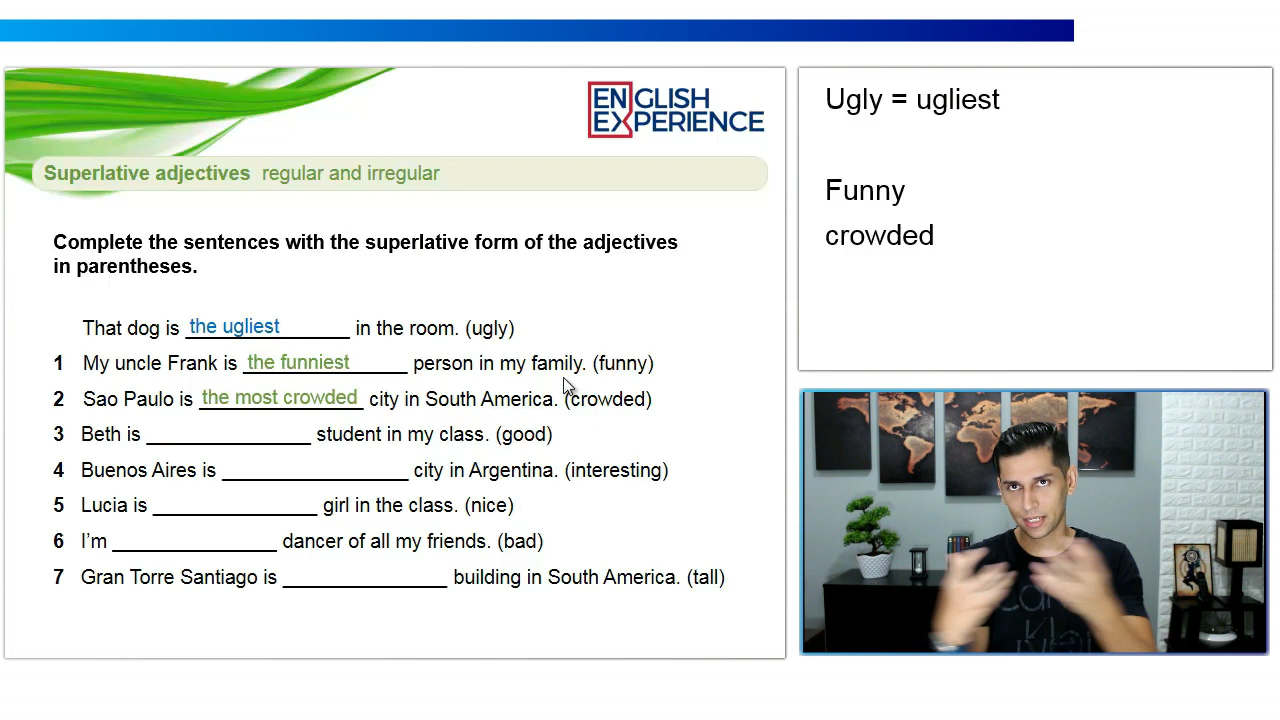 ENGLISH
EXPERIENCE
Superlative adjectives regular and irregular
Complete the sentences with the superlative form of the adjectives
in parentheses.
That dog is the ugliest in the room. (ugly)
1 My uncle Frank is the funniest person in my family. (funny)
2 Sao Paulo is the most crowded city in South America. (crowded)
3 Beth is ____________ student in my class. (good)
4 Buenos Aires is ____________ city in Argentina. (interesting)
5 Lucia is ____________ girl in the class. (nice)
6 I'm ____________ dancer of all my friends. (bad)
7 Gran Torre Santiago is ____________ building in South America. (tall)
Ugly = ugliest
Funny
crowded